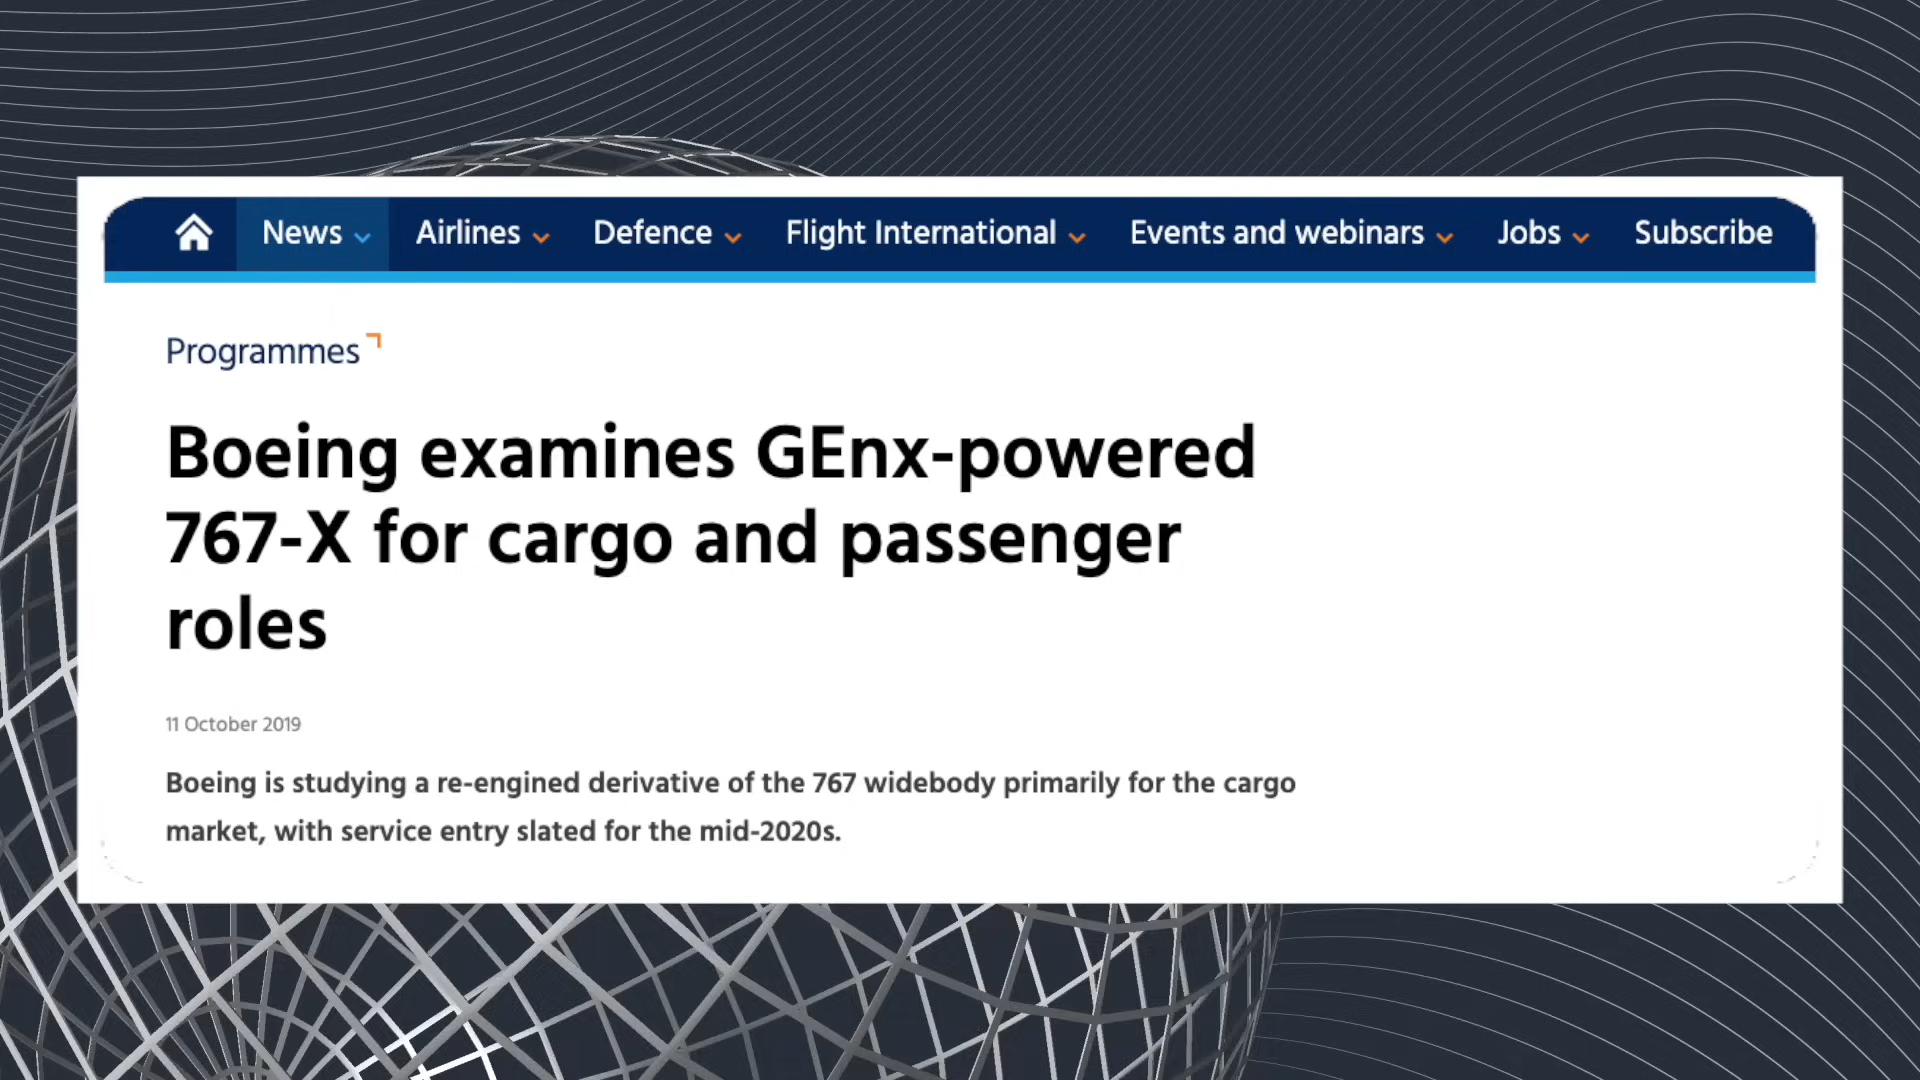 News Airlines Defence Flight International Events and webinars Jobs Subscribe
Programmes
Boeing examines GEnx-powered
767-X for cargo and passenger
roles
11 October 2019
Boeing is studying a re-engined derivative of the 767 widebody primarily for the cargo
market, with service entry slated for the mid-2020s.